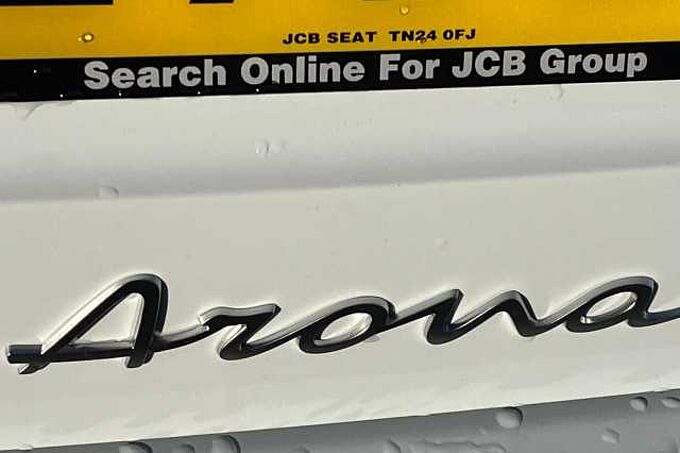 JCB SEAT TN24 0FJ
Search Online For JCB Group
Arona